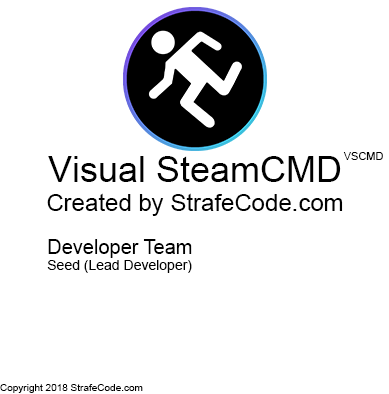 Visual SteamCMD VSCMD
Created by StrafeCode.com
Developer Team
Seed (Lead Developer)
Copyright 2018 StrafeCode.com